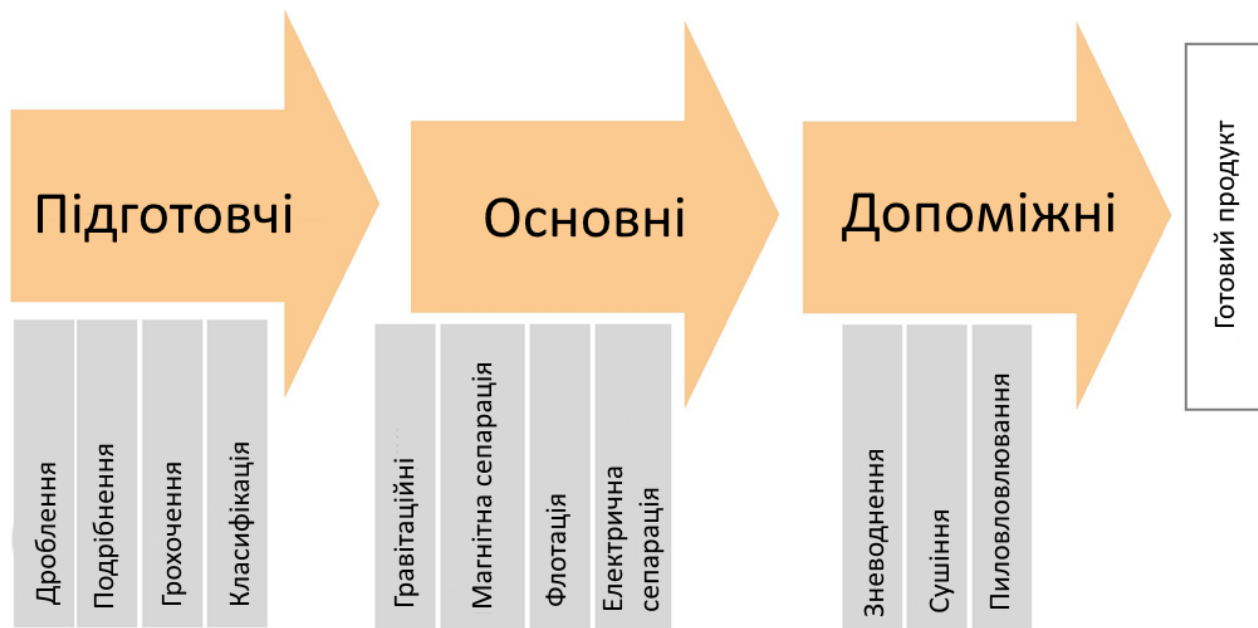 Підготовчі
Основні
Допоміжні
Готовий продукт
Дроблення
Подрібнення
Грохочення
Класифікація
Гравітаційні
Магнітна сепарація
Флотація
Електрична
сепарація
Зневоднення
Сушіння
Пиловловлювання